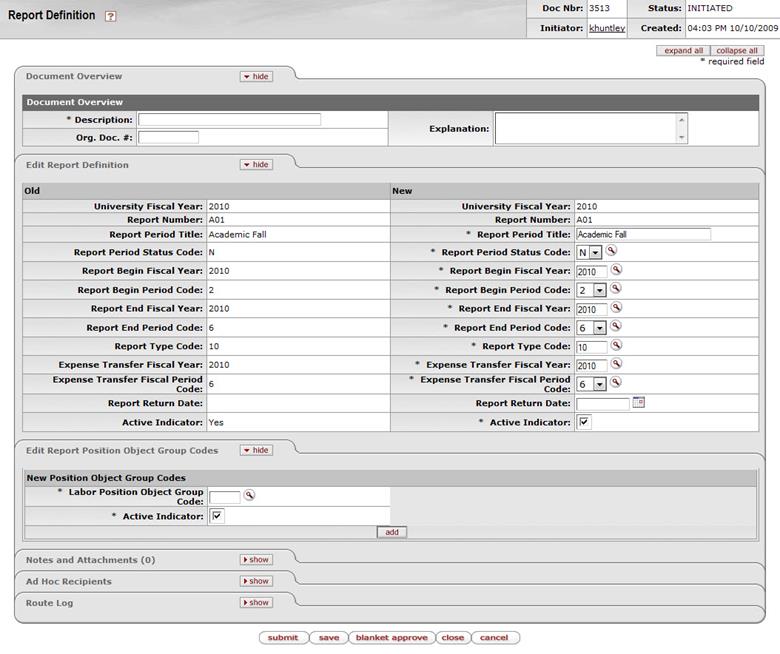 Report Definition ?
Doc Nbr: 3513 Status: INITIATED
Initiator: khuntley Created: 04:03 PM 10/10/2009
expand all collapse all
* required field
Document Overview hide
Document Overview
* Description:
Explanation:
Org. Doc. #:
Edit Report Definition hide
Old New
University Fiscal Year: 2010 University Fiscal Year: 2010
Report Number: A01 Report Number: A01
Report Period Title: Academic Fall * Report Period Title: Academic Fall
Report Period Status Code: N * Report Period Status Code: N
Report Begin Fiscal Year: 2010 * Report Begin Fiscal Year: 2010
Report Begin Period Code: 2 * Report Begin Period Code: 2
Report End Fiscal Year: 2010 * Report End Fiscal Year: 2010
Report End Period Code: 6 * Report End Period Code: 6
Report Type Code: 10 * Report Type Code: 10
Expense Transfer Fiscal Year: 2010 * Expense Transfer Fiscal Year: 2010
Expense Transfer Fiscal Period Code: 6 * Expense Transfer Fiscal Period Code: 6
Report Return Date: Report Return Date:
Active Indicator: Yes * Active Indicator:
Edit Report Position Object Group Codes hide
New Position Object Group Codes
* Labor Position Object Group
Code:
* Active Indicator:
add
Notes and Attachments (0) show
Ad Hoc Recipients show
Route Log show
submit save blanket approve close cancel